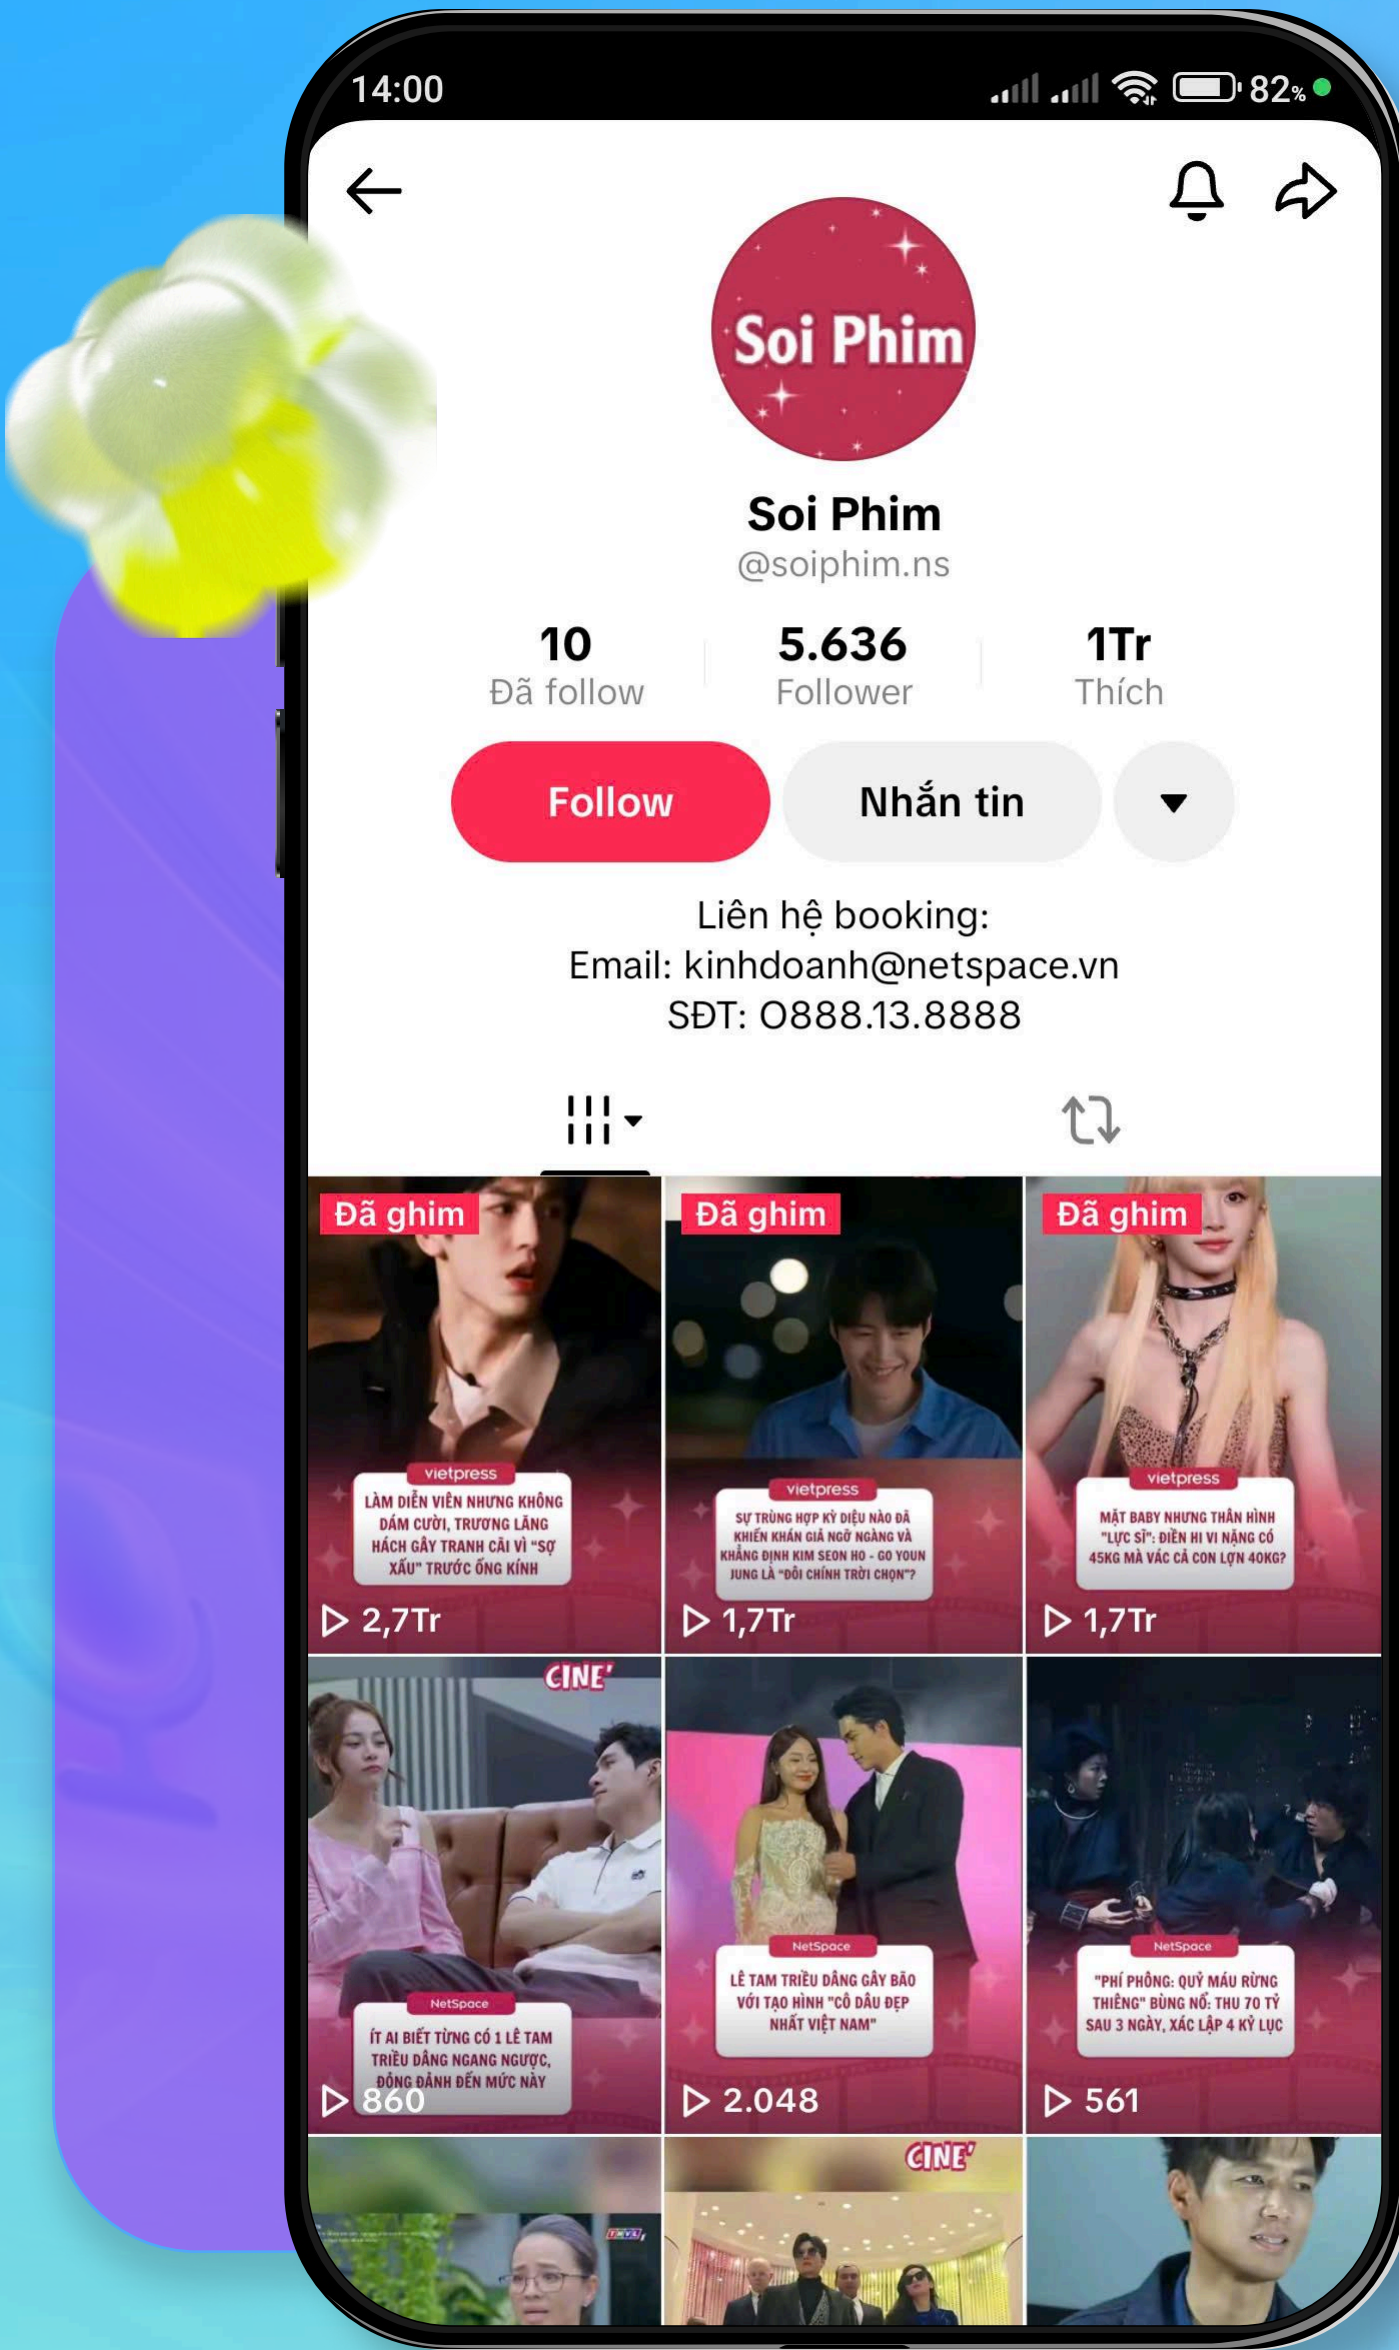 14:00
82%
Soi Phim
Soi Phim
@soiphim.ns
10
5.636
1Tr
Đã follow
Follower
Thích
Follow
Nhắn tin
Liên hệ booking:
Email: kinhdoanh@netspace.vn
SĐT: O888.13.8888
Đã ghim
vietpress
LÀM DIỄN VIÊN NHƯNG KHÔNG
DÁM CƯỜI, TRƯƠNG LĂNG
HÁCH GÂY TRANH CÃI VÌ "SỢ
XẤU" TRƯỚC ỐNG KÍNH
2,7Tr
Đã ghim
vietpress
SỰ TRÙNG HỢP KỲ DIỆU NÀO ĐÃ
KHIẾN KHÁN GIẢ NGỠ NGÀNG VÀ
KHẲNG ĐỊNH KIM SEON HO - GO YOUN
JUNG LÀ "ĐÔI CHÍNH TRỜI CHỌN"?
1,7Tr
Đã ghim
vietpress
MẶT BABY NHƯNG THÂN HÌNH
"LỰC SĨ": ĐIỀN HI VI NẶNG CÓ
45KG MÀ VÁC CẢ CON LỢN 40KG?
1,7Tr
CINE'
NetSpace
ÍT AI BIẾT TỪNG CÓ 1 LÊ TAM
TRIỀU DÂNG NGANG NGƯỢC,
ĐỎNG ĐẢNH ĐẾN MỨC NÀY
860
NetSpace
LÊ TAM TRIỀU DÂNG GÂY BÃO
VỚI TẠO HÌNH "CÔ DÂU ĐẸP
NHẤT VIỆT NAM"
2.048
NetSpace
"PHÍ PHÔNG: QUỶ MÁU RỪNG
THIÊNG" BÙNG NỔ: THU 70 TỶ
SAU 3 NGÀY, XÁC LẬP 4 KỶ LỤC
561
THVL
CINE'